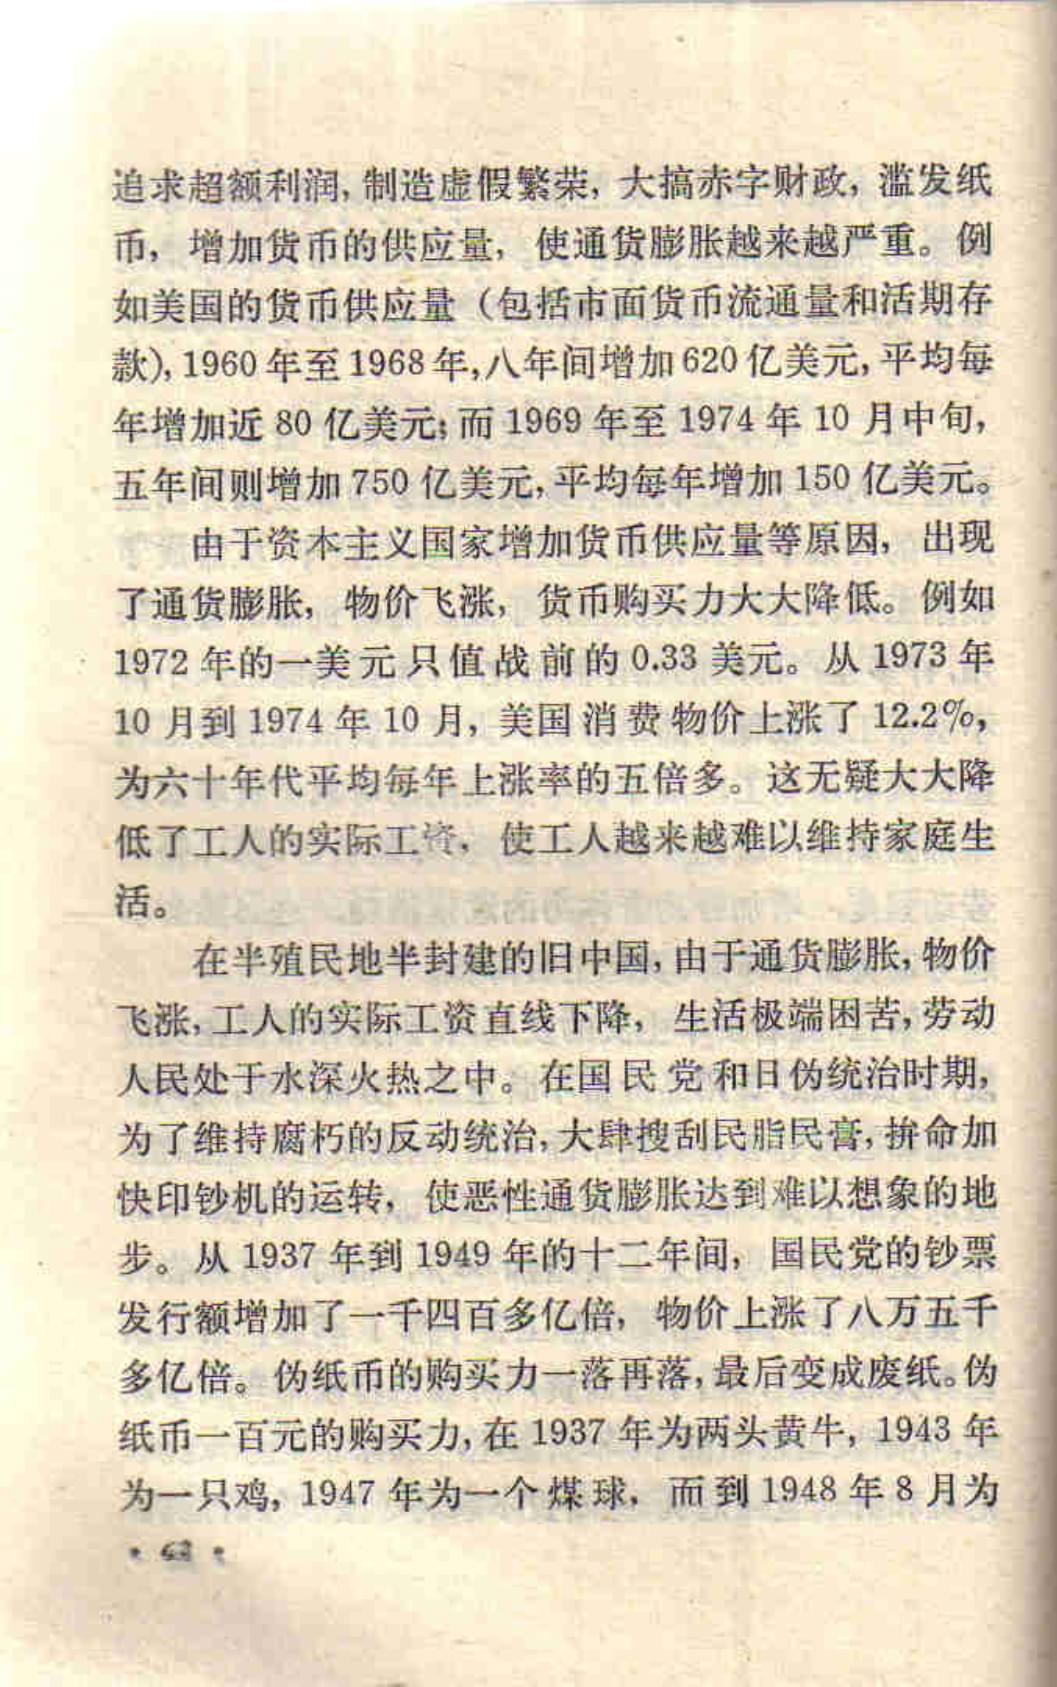 追求超额利润,制造虚假繁荣,大搞赤字财政,滥发纸
币,增加货币的供应量,使通货膨胀越来越严重。例
如美国的货币供应量(包括市面货币流通量和活期存
款),1960年至1968年,八年间增加620亿美元,平均每
年增加近80亿美元;而1969年至1974年10月中旬,
五年间则增加750亿美元,平均每年增加150亿美元。
由于资本主义国家增加货币供应量等原因,出现
了通货膨胀,物价飞涨,货币购买力大大降低。例如
1972年的一美元只值战前的0.33美元。从1973年
10月到1974年10月,美国消费物价上涨了12.2%,
为六十年代平均每年上涨率的五倍多。这无疑大大降
低了工人的实际工资,使工人越来越难以维持家庭生
活。
在半殖民地半封建的旧中国,由于通货膨胀,物价
飞涨,工人的实际工资直线下降,生活极端困苦,劳动
人民处于水深火热之中。在国民党和日伪统治时期,
为了维持腐朽的反动统治,大肆搜刮民脂民膏,拚命加
快印钞机的运转,使恶性通货膨胀达到难以想象的地
步。从1937年到1949年的十二年间,国民党的钞票
发行额增加了一千四百多亿倍,物价上涨了八万五千
多亿倍。伪纸币的购买力一落再落,最后变成废纸。伪
纸币一百元的购买力,在1937年为两头黄牛,1943年
为一只鸡,1947年为一个煤球,而到1948年8月为